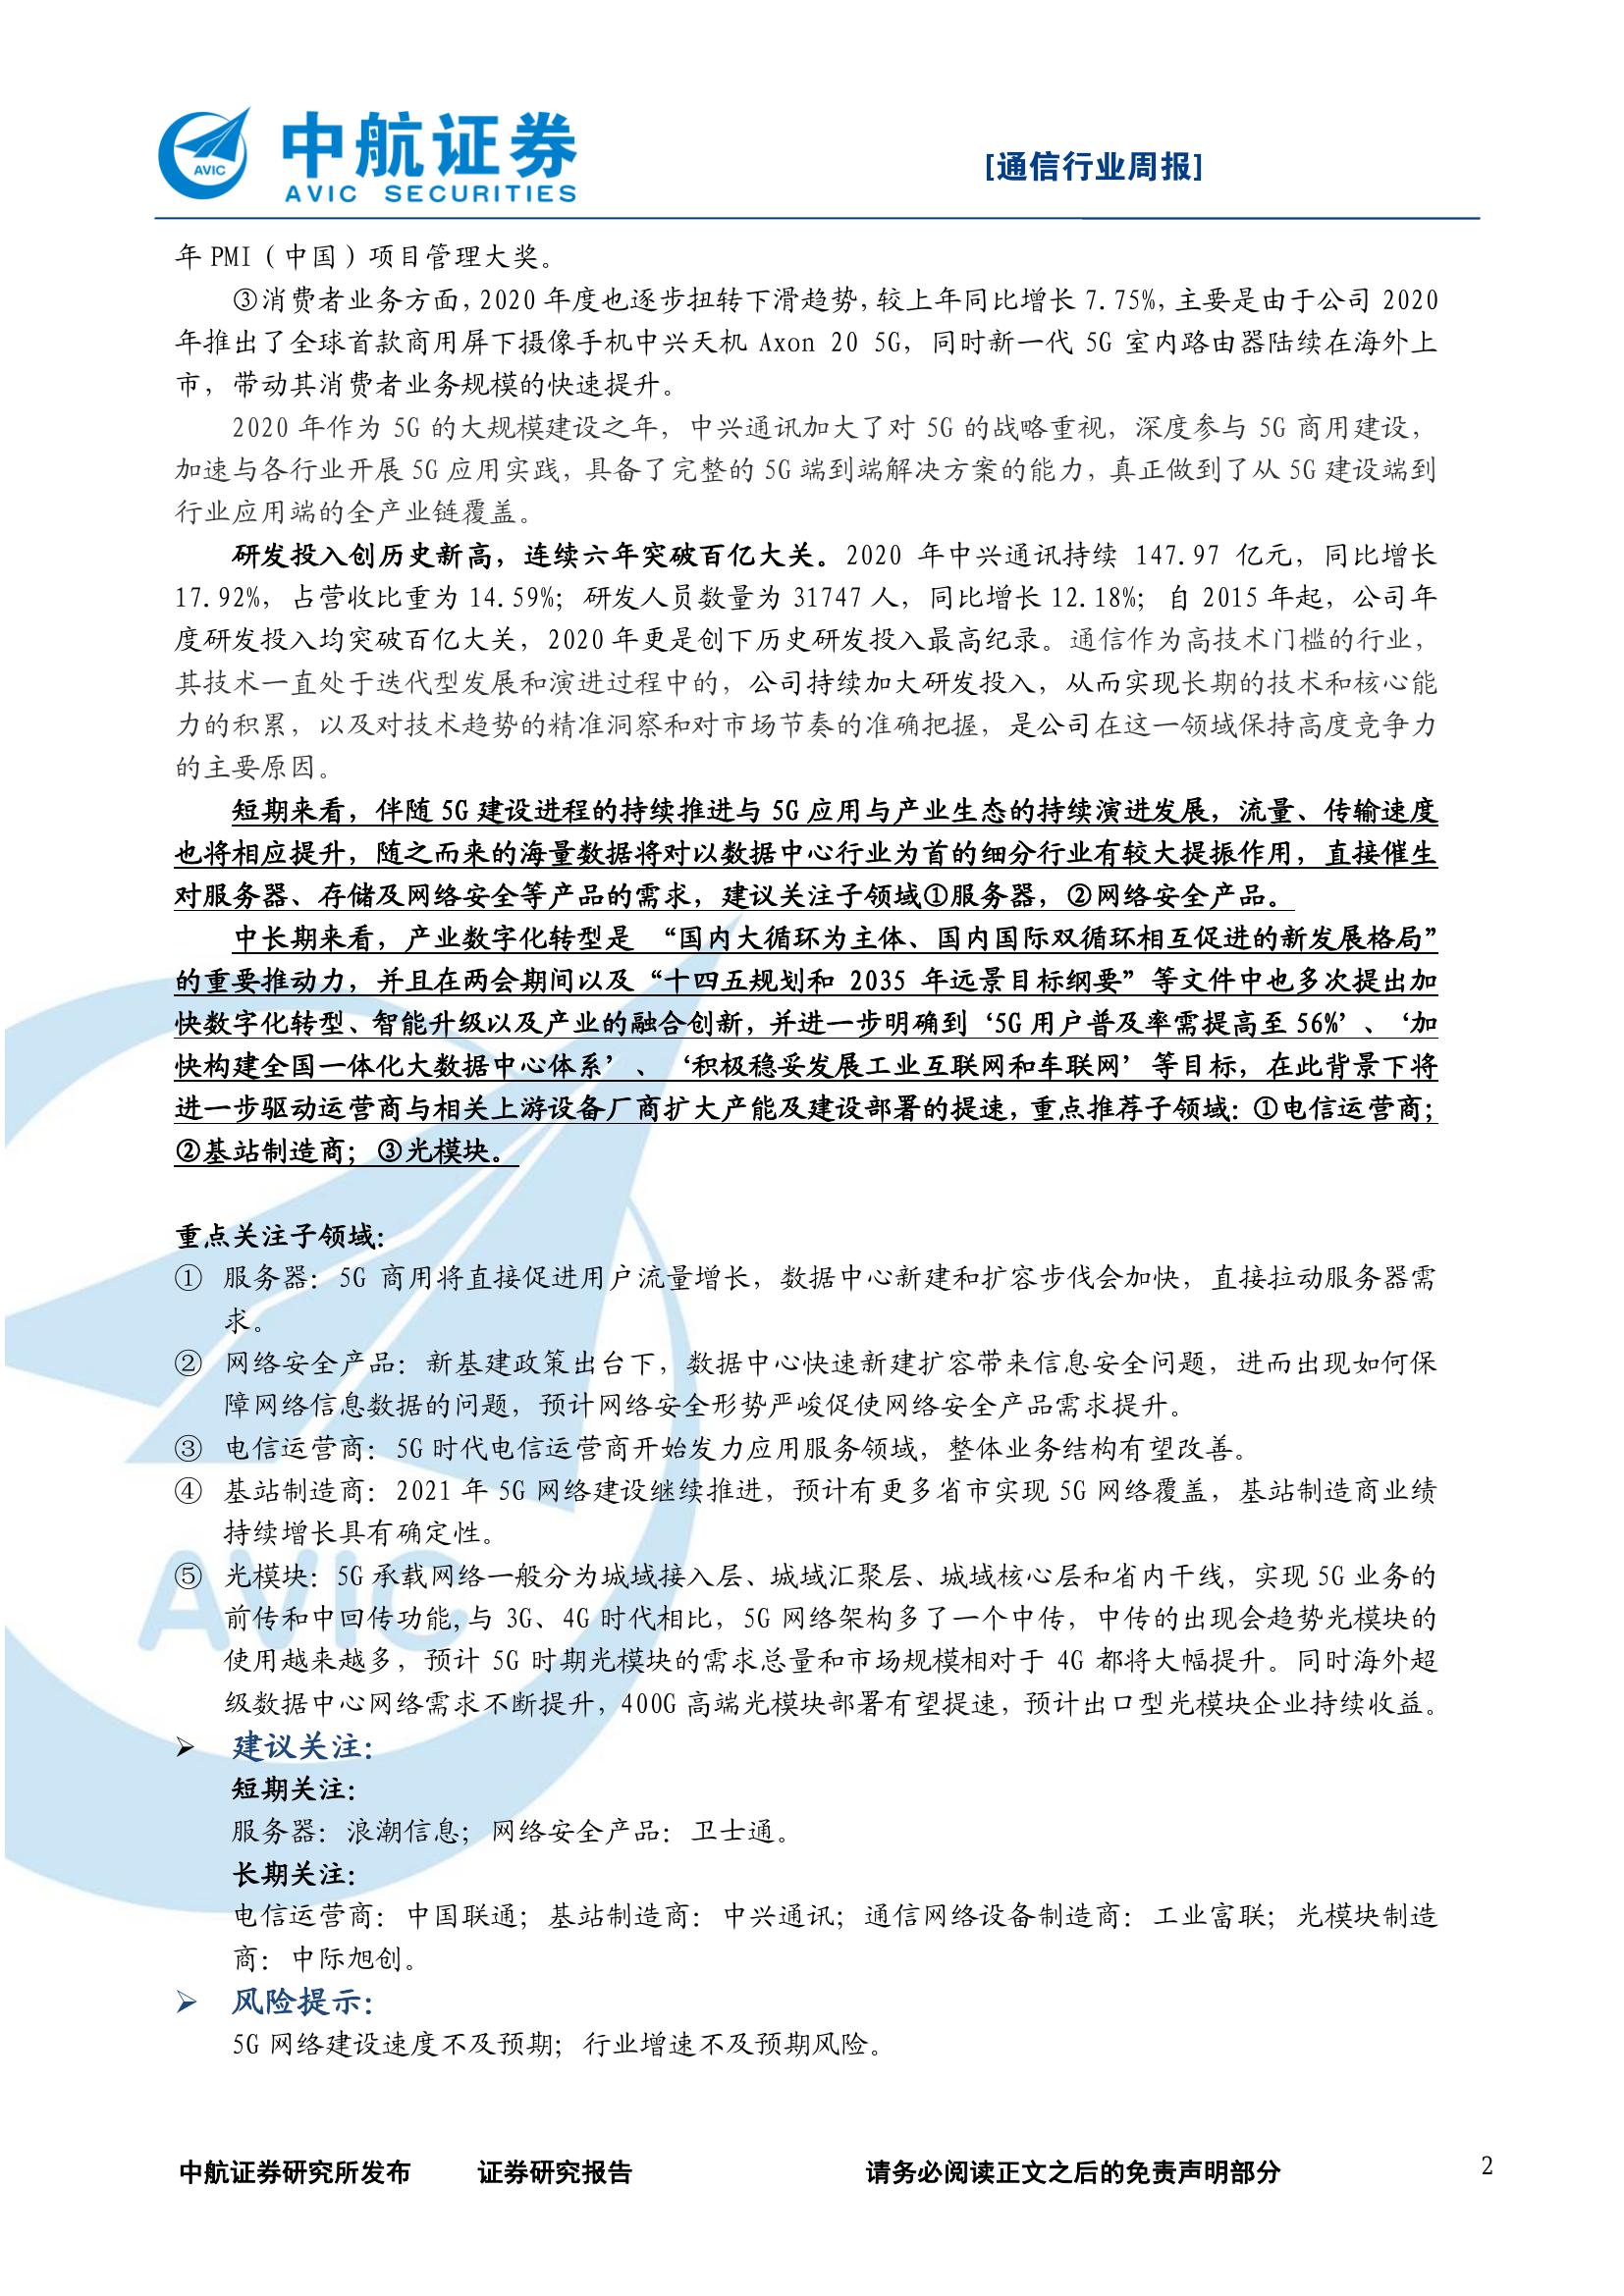 中航证券
AVIC SECURITIES
AVIC
[通信行业周报]
年 PMI（中国）项目管理大奖。
③消费者业务方面，2020 年度也逐步扭转下滑趋势，较上年同比增长 7.75%，主要是由于公司 2020
年推出了全球首款商用屏下摄像手机中兴天机 Axon 20 5G，同时新一代 5G 室内路由器陆续在海外上
市，带动其消费者业务规模的快速提升。
2020 年作为 5G 的大规模建设之年，中兴通讯加大了对 5G 的战略重视，深度参与 5G 商用建设，
加速与各行业开展 5G 应用实践，具备了完整的 5G 端到端解决方案的能力，真正做到了从 5G 建设端到
行业应用端的全产业链覆盖。
研发投入创历史新高，连续六年突破百亿大关。2020 年中兴通讯持续 147.97 亿元，同比增长
17.92%，占营收比重为 14.59%；研发人员数量为 31747 人，同比增长 12.18%；自 2015 年起，公司年
度研发投入均突破百亿大关，2020 年更是创下历史研发投入最高纪录。通信作为高技术门槛的行业，
其技术一直处于迭代型发展和演进过程中的，公司持续加大研发投入，从而实现长期的技术和核心能
力的积累，以及对技术趋势的精准洞察和对市场节奏的准确把握，是公司在这一领域保持高度竞争力
的主要原因。
短期来看，伴随 5G 建设进程的持续推进与 5G 应用与产业生态的持续演进发展，流量、传输速度
也将相应提升，随之而来的海量数据将对以数据中心行业为首的细分行业有较大提振作用，直接催生
对服务器、存储及网络安全等产品的需求，建议关注子领域①服务器，②网络安全产品。
中长期来看，产业数字化转型是 “国内大循环为主体、国内国际双循环相互促进的新发展格局”
的重要推动力，并且在两会期间以及“十四五规划和 2035 年远景目标纲要”等文件中也多次提出加
快数字化转型、智能升级以及产业的融合创新，并进一步明确到‘5G 用户普及率需提高至 56%’、‘加
快构建全国一体化大数据中心体系’、‘积极稳妥发展工业互联网和车联网’等目标，在此背景下将
进一步驱动运营商与相关上游设备厂商扩大产能及建设部署的提速，重点推荐子领域：①电信运营商；
②基站制造商；③光模块。
重点关注子领域：
① 服务器：5G 商用将直接促进用户流量增长，数据中心新建和扩容步伐会加快，直接拉动服务器需
求。
② 网络安全产品：新基建政策出台下，数据中心快速新建扩容带来信息安全问题，进而出现如何保
障网络信息数据的问题，预计网络安全形势严峻促使网络安全产品需求提升。
③ 电信运营商：5G 时代电信运营商开始发力应用服务领域，整体业务结构有望改善。
④ 基站制造商：2021 年 5G 网络建设继续推进，预计有更多省市实现 5G 网络覆盖，基站制造商业绩
持续增长具有确定性。
⑤ 光模块：5G 承载网络一般分为城域接入层、城域汇聚层、城域核心层和省内干线，实现 5G 业务的
前传和中回传功能,与 3G、4G 时代相比，5G 网络架构多了一个中传，中传的出现会趋势光模块的
使用越来越多，预计 5G 时期光模块的需求总量和市场规模相对于 4G 都将大幅提升。同时海外超
级数据中心网络需求不断提升，400G 高端光模块部署有望提速，预计出口型光模块企业持续收益。
➢ 建议关注：
短期关注：
服务器：浪潮信息；网络安全产品：卫士通。
长期关注：
电信运营商：中国联通；基站制造商：中兴通讯；通信网络设备制造商：工业富联；光模块制造
商：中际旭创。
➢ 风险提示：
5G 网络建设速度不及预期；行业增速不及预期风险。
AVIC
中航证券研究所发布 证券研究报告 请务必阅读正文之后的免责声明部分 2